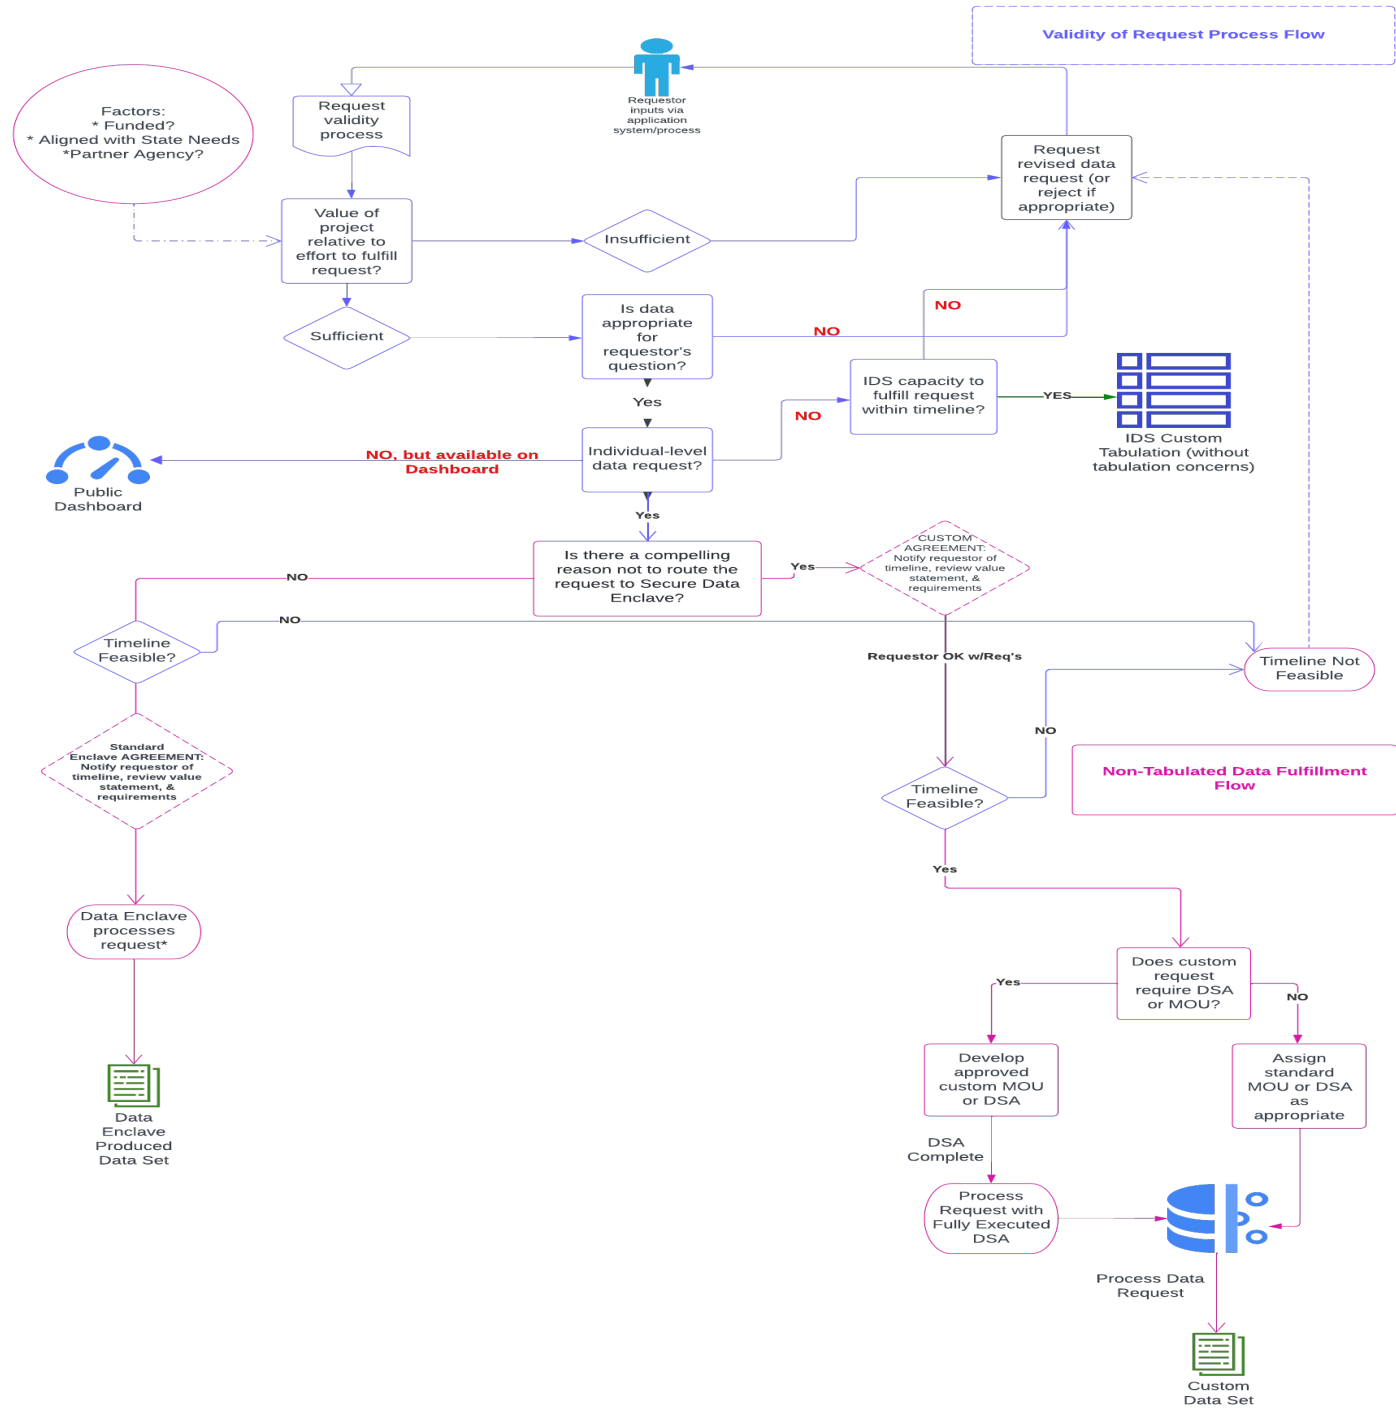 Validity of Request Process Flow
Requestor
inputs via
application
system/process
Factors:
* Funded?
* Aligned with State Needs
*Partner Agency?
Request
validity
process
Request
revised data
request (or
reject if
appropriate)
Value of
project
relative to
effort to fulfill
request?
Insufficient
Sufficient
Is data
appropriate
for
requestor's
question?
NO
NO
Yes
IDS capacity to
fulfill request
within timeline?
YES
IDS Custom
Tabulation (without
tabulation concerns)
NO
Individual-level
data request?
NO, but available on
Dashboard
Public
Dashboard
Yes
Is there a compelling
reason not to route the
request to Secure Data
Enclave?
Yes
CUSTOM
AGREEMENT:
Notify requestor of
timeline, review value
statement, &
requirements
NO
Timeline
Feasible?
NO
Requestor OK w/Req's
Timeline Not
Feasible
Standard
Enclave AGREEMENT:
Notify requestor of
timeline, review value
statement, &
requirements
NO
Timeline
Feasible?
Non-Tabulated Data Fulfillment
Flow
Yes
Data Enclave
processes
request*
Does custom
request
require DSA
or MOU?
Yes
NO
Develop
approved
custom MOU
or DSA
Assign
standard
MOU or DSA
as
appropriate
Data
Enclave
Produced
Data Set
DSA
Complete
Process
Request with
Fully Executed
DSA
Process Data
Request
Custom
Data Set